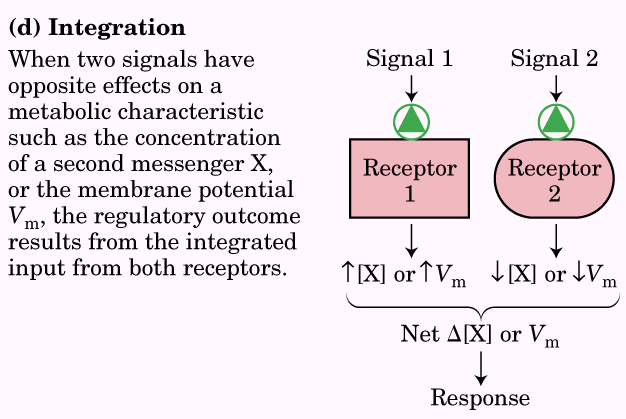 (d) Integration
When two signals have
opposite effects on a
metabolic characteristic
such as the concentration
of a second messenger X,
or the membrane potential
Vm, the regulatory outcome
results from the integrated
input from both receptors.
Signal 1
Signal 2
Receptor
1
Receptor
2
↑[X] or ↑Vm
↓[X] or ↓Vm
Net Δ[X] or Vm
Response